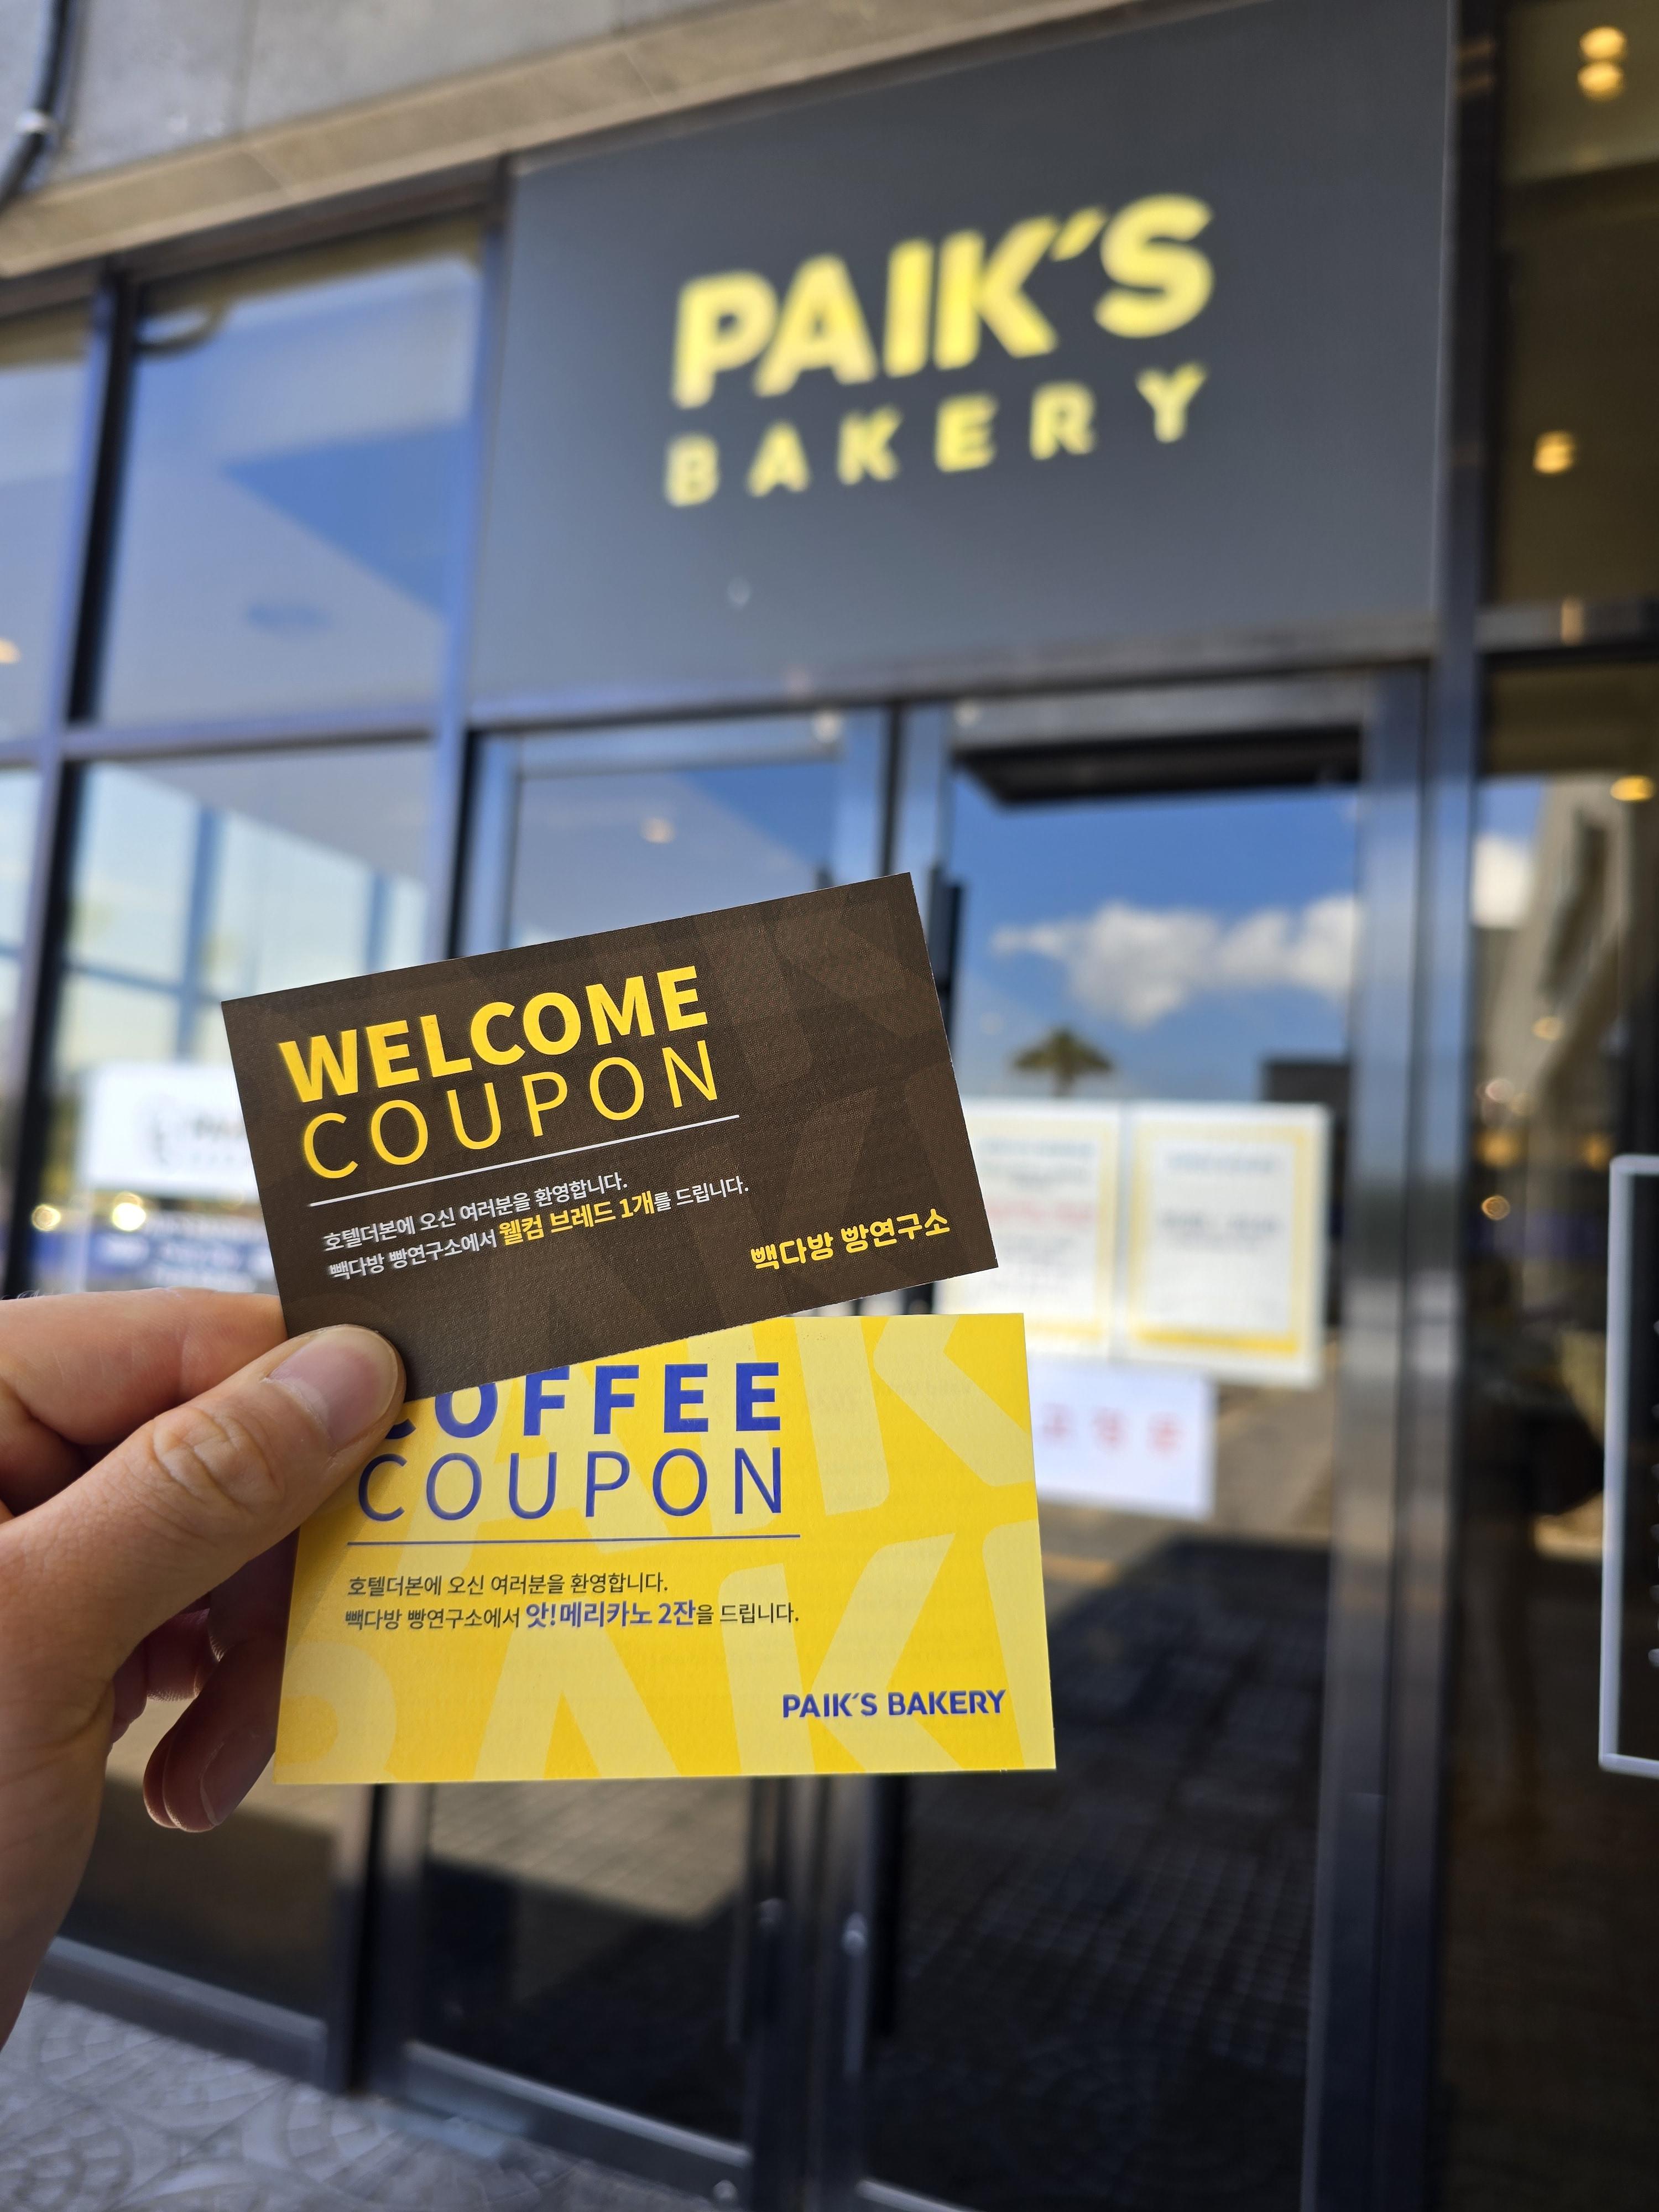 PAIK'S
BAKERY
WELCOME
COUPON
호텔더본에 오신 여러분을 환영합니다.
빽다방 빵연구소에서 웰컴 브레드 1개를 드립니다.
빽다방 빵연구소
COFFEE
COUPON
호텔더본에 오신 여러분을 환영합니다.
빽다방 빵연구소에서 앗!메리카노 2잔을 드립니다.
PAIK'S BAKERY